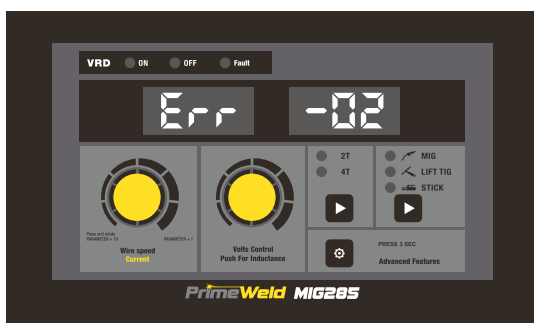 VRD ON OFF Fault
Err -02
2T
4T
MIG
LIFT TIG
STICK
Press and rotate
PARAMETER × 10
PARAMETER × 1
Wire speed
Current
Volts Control
Push For Inductance
PRESS 3 SEC
Advanced Features
PrimeWeld MIG285